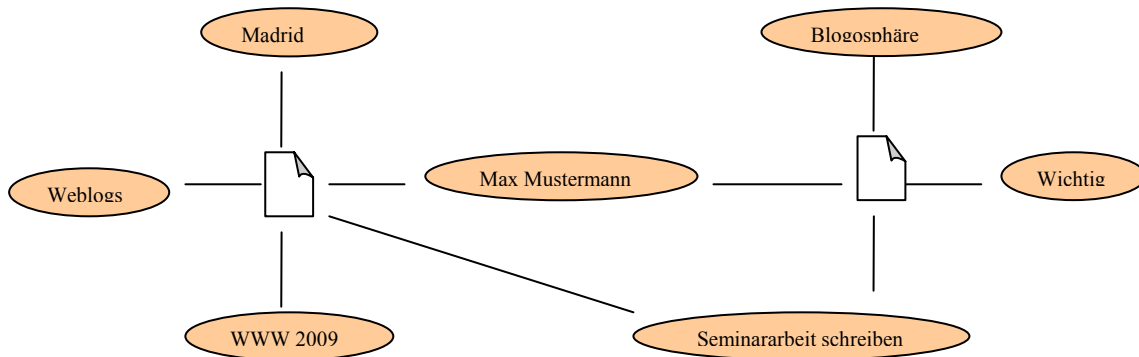 Madrid
Blogosphäre
Weblogs
Max Mustermann
Wichtig
WWW 2009
Seminararbeit schreiben